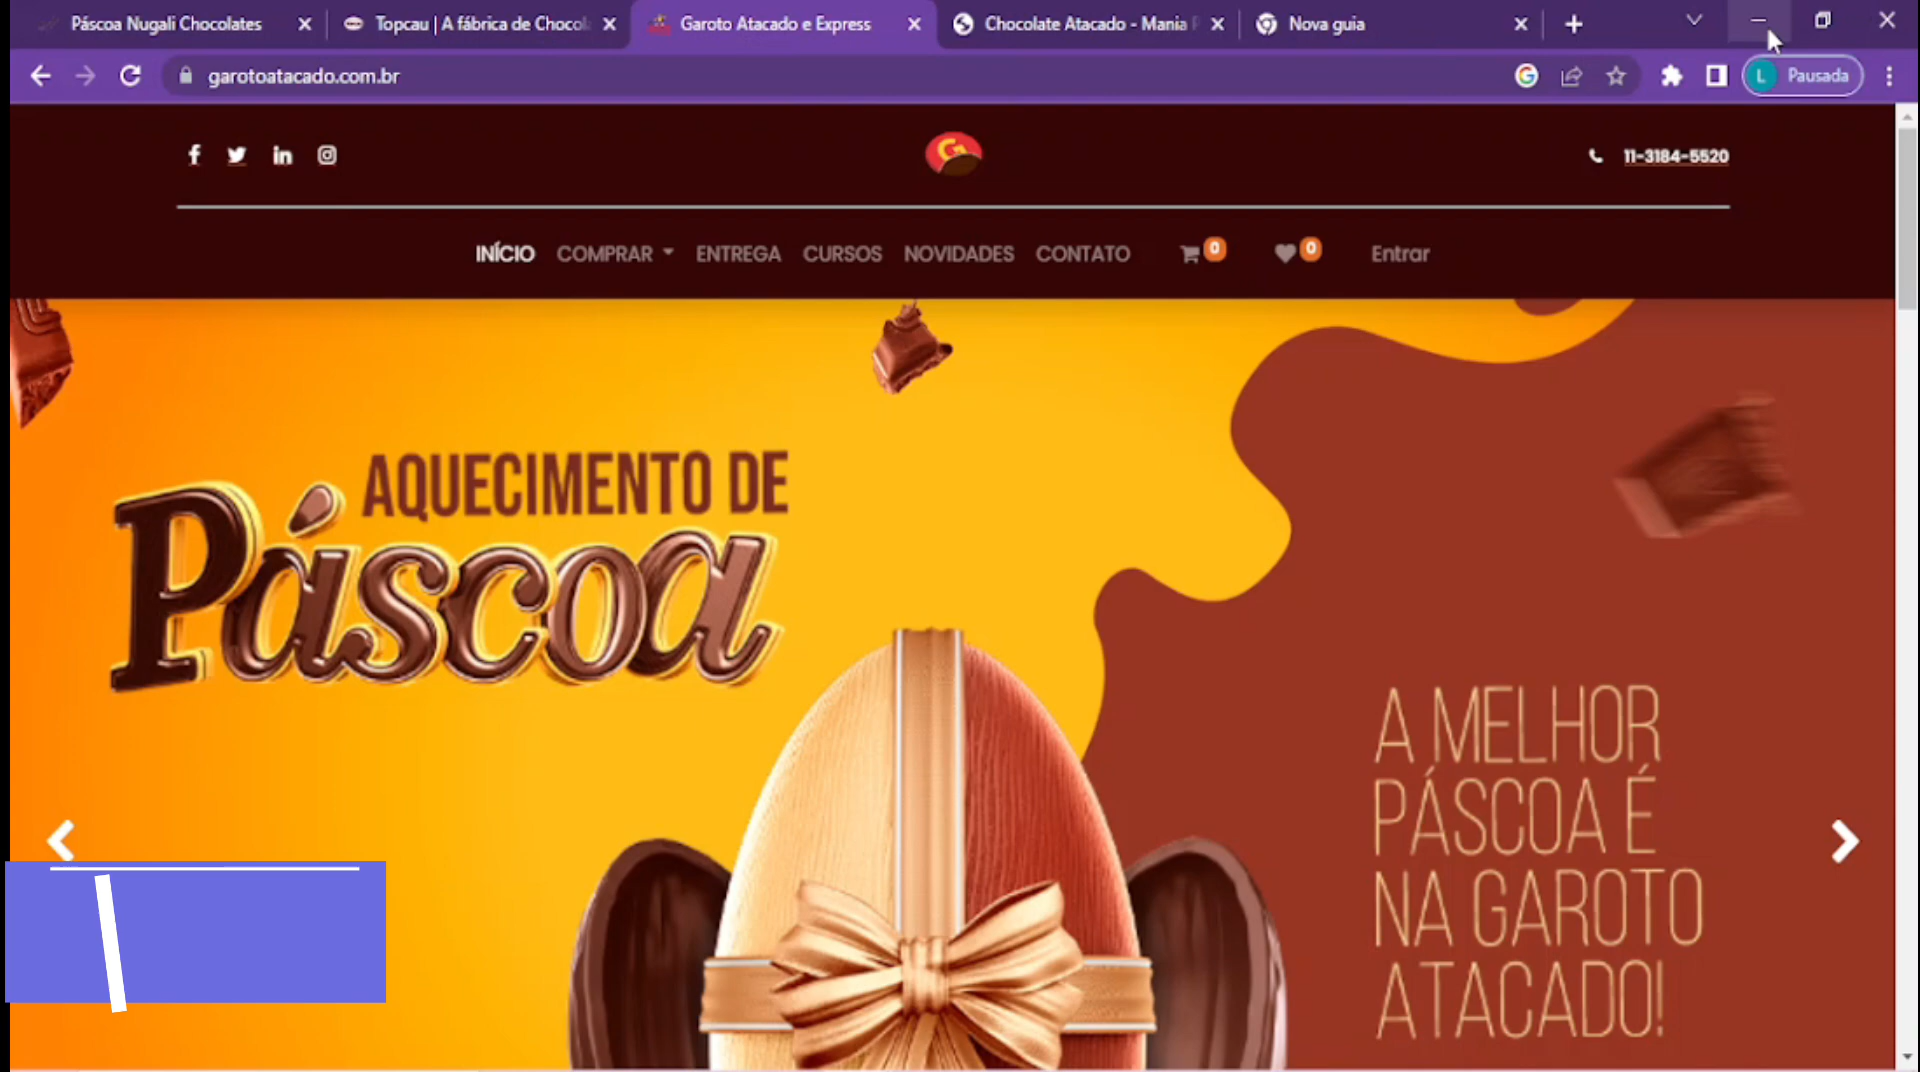 Páscoa Nugali Chocolates
Topcau | A fábrica de Chocol
Garoto Atacado e Express
Chocolate Atacado - Mania
Nova guia
garotoatacado.com.br
L Pausada
G
11-3184-5520
INÍCIO COMPRAR ENTREGA CURSOS NOVIDADES CONTATO 0 0 Entrar
AQUECIMENTO DE
Páscoa
A MELHOR
PÁSCOA É
NA GAROTO
ATACADO!